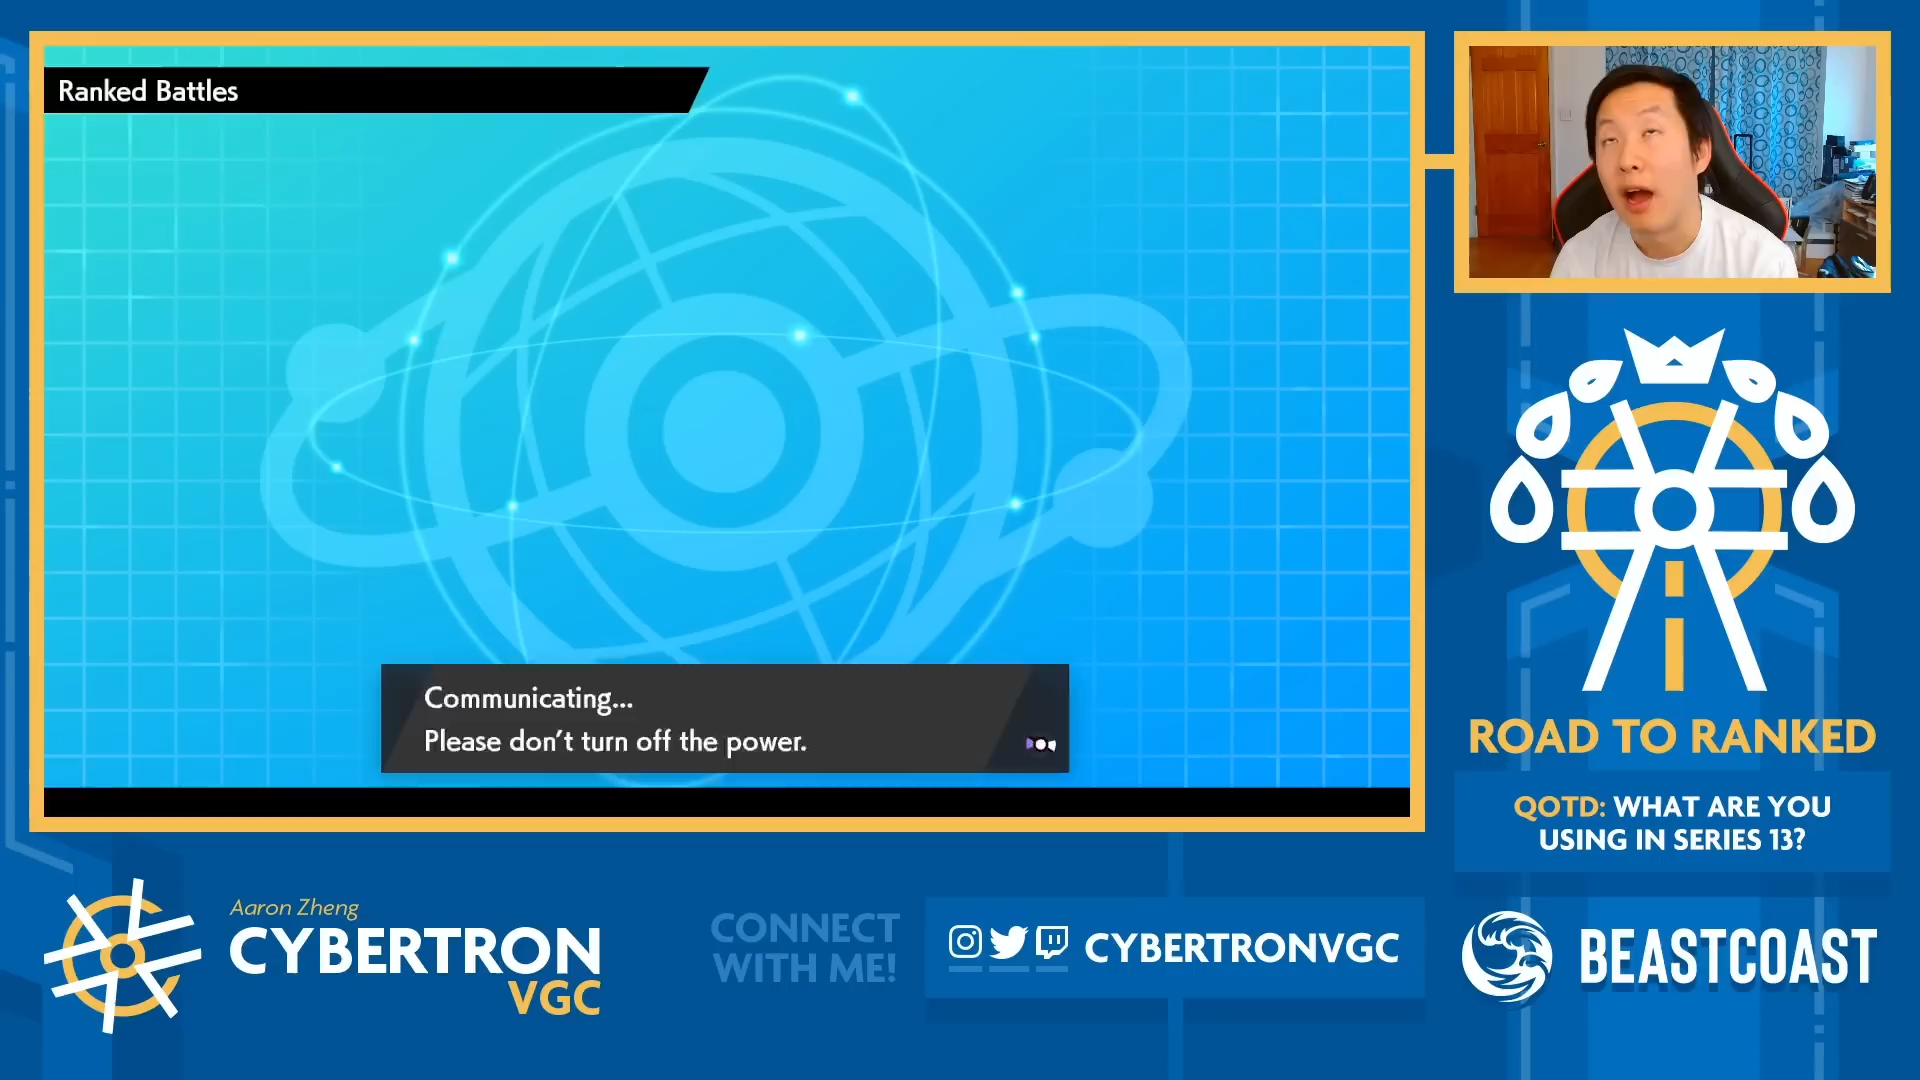 Ranked Battles
Communicating...
Please don't turn off the power.
ROAD TO RANKED
QOTD: WHAT ARE YOU
USING IN SERIES 13?
Aaron Zheng
CYBERTRON
VGC
CONNECT
WITH ME!
CYBERTRONVGC
BEASTCOAST